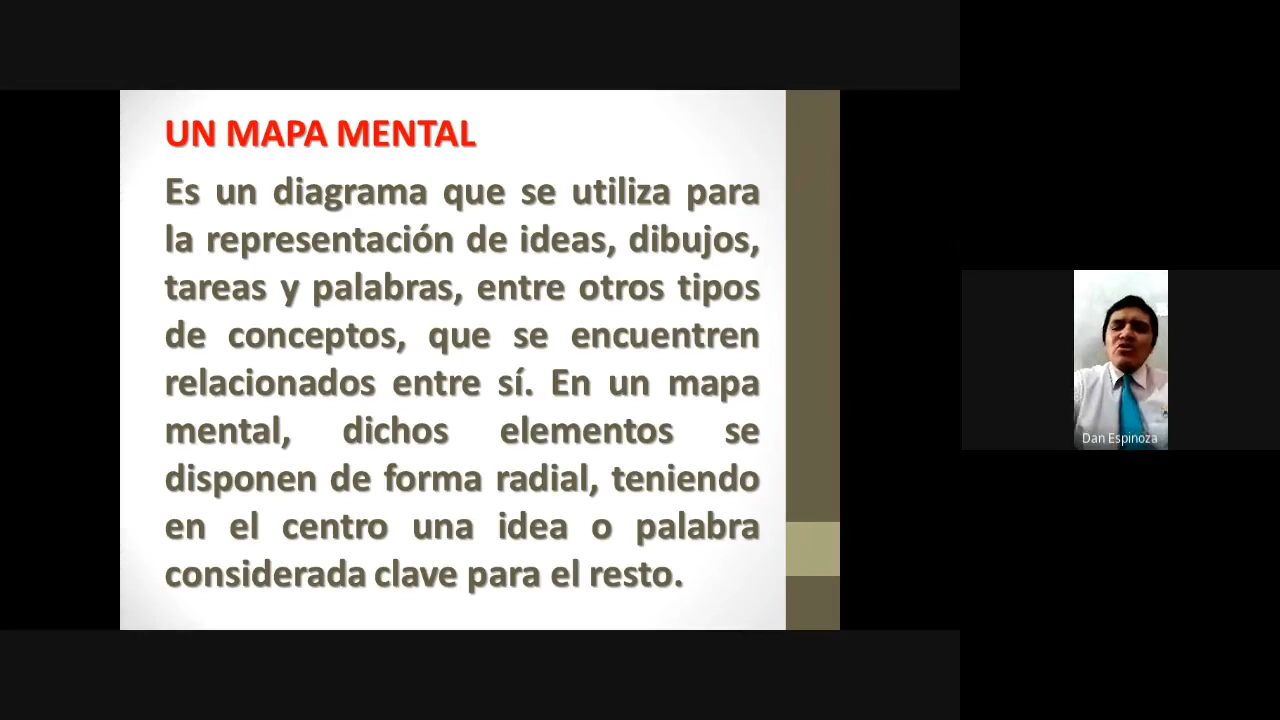 UN MAPA MENTAL
Es un diagrama que se utiliza para
la representación de ideas, dibujos,
tareas y palabras, entre otros tipos
de conceptos, que se encuentren
relacionados entre sí. En un mapa
mental, dichos elementos se
disponen de forma radial, teniendo
en el centro una idea o palabra
considerada clave para el resto.
Dan Espinoza